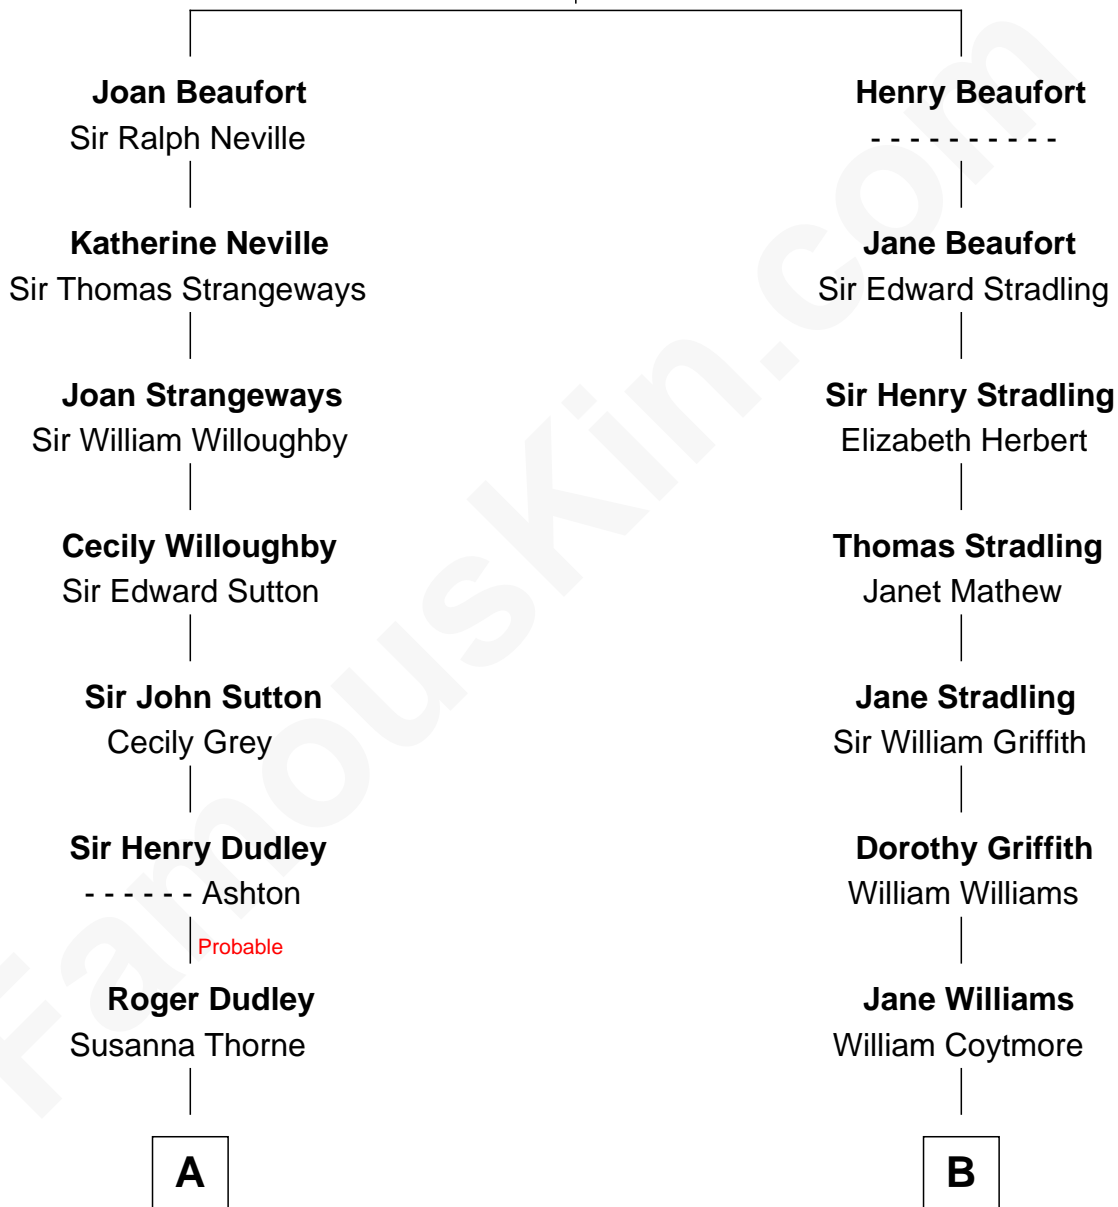 Joan Beaufort
Sir Ralph Neville
Katherine Neville
Sir Thomas Strangeways
Joan Strangeways
Sir William Willoughby
Cecily Willoughby
Sir Edward Sutton
Sir John Sutton
Cecily Grey
Sir Henry Dudley
- - - - - - Ashton
Probable
Roger Dudley
Susanna Thorne
A
Henry Beaufort
- - - - - - - - - -
Jane Beaufort
Sir Edward Stradling
Sir Henry Stradling
Elizabeth Herbert
Thomas Stradling
Janet Mathew
Jane Stradling
Sir William Griffith
Dorothy Griffith
William Williams
Jane Williams
William Coytmore
B
FamousKin.com